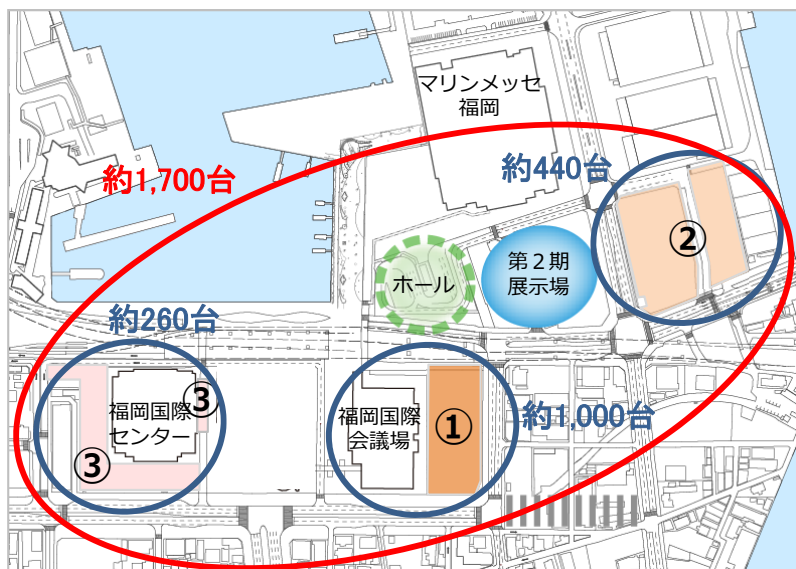 マリンメッセ
福岡
約1,700台
約440台
②
ホール
第２期
展示場
約260台
③
福岡国際
センター
③
福岡国際
会議場
①
約1,000台